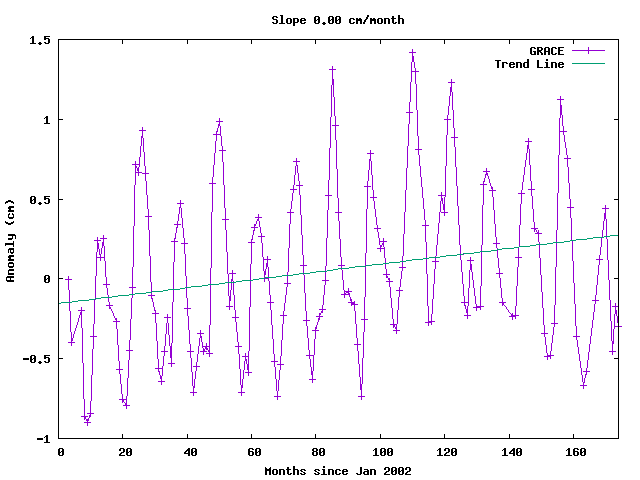 Slope 0.00 cm/month
1.5
GRACE
Trend Line
1
0.5
Anomaly (cm)
0
-0.5
-1
0 20 40 60 80 100 120 140 160
Months since Jan 2002